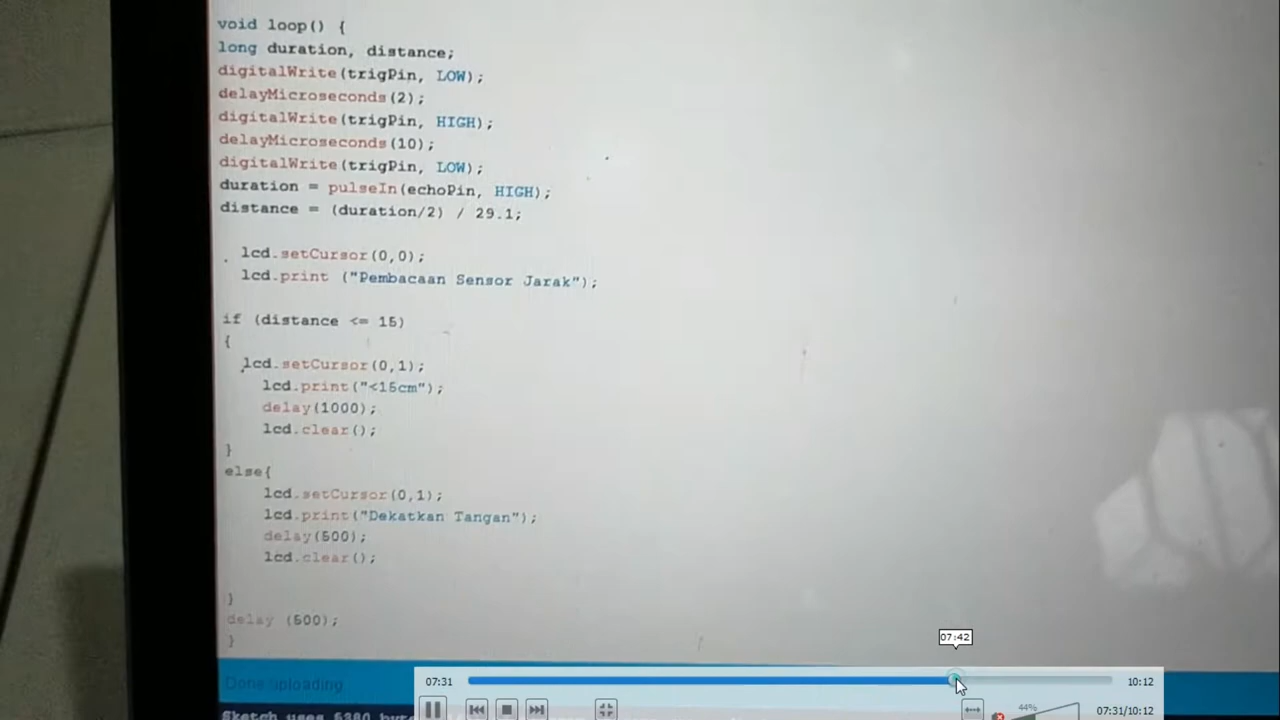 void loop() {
long duration, distance;
digitalWrite(trigPin, LOW);
delayMicroseconds(2);
digitalWrite(trigPin, HIGH);
delayMicroseconds(10);
digitalWrite(trigPin, LOW);
duration = pulseIn(echoPin, HIGH);
distance = (duration/2) / 29.1;
lcd.setCursor(0,0);
lcd.print ("Pembacaan Sensor Jarak");
if (distance <= 15)
{
lcd.setCursor(0,1);
lcd.print("<15cm");
delay(1000);
lcd.clear();
}
else{
lcd.setCursor(0,1);
lcd.print("Dekatkan Tangan");
delay(500);
lcd.clear();
}
delay (500);
}
07:42
Done uploading
07:31
10:12
44%
07:31/10:12
Sketch uses